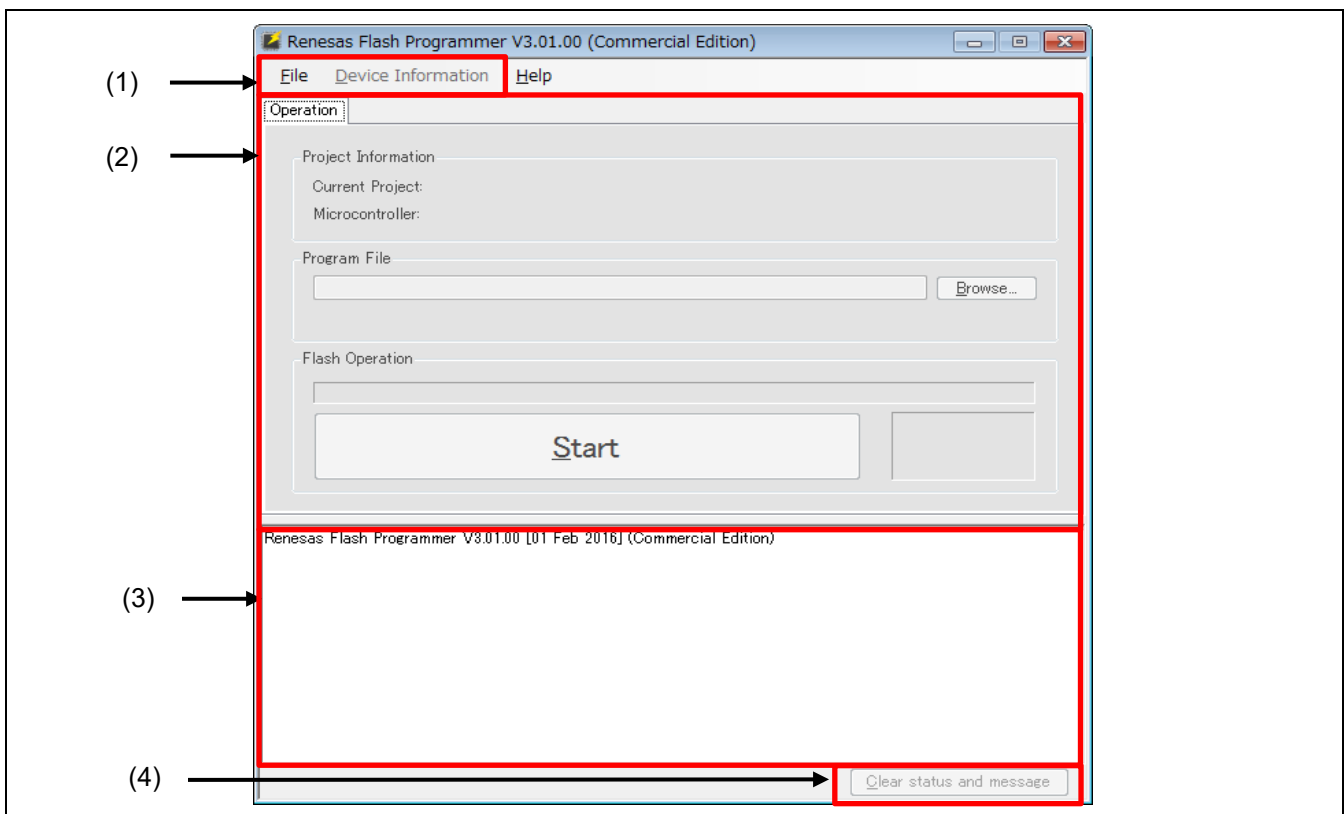 Renesas Flash Programmer V3.01.00 (Commercial Edition)
(1)
File Device Information Help
Operation
(2)
Project Information
Current Project:
Microcontroller:
Program File
Browse...
Flash Operation
Start
Renesas Flash Programmer V3.01.00 [01 Feb 2016] (Commercial Edition)
(3)
(4)
Clear status and message